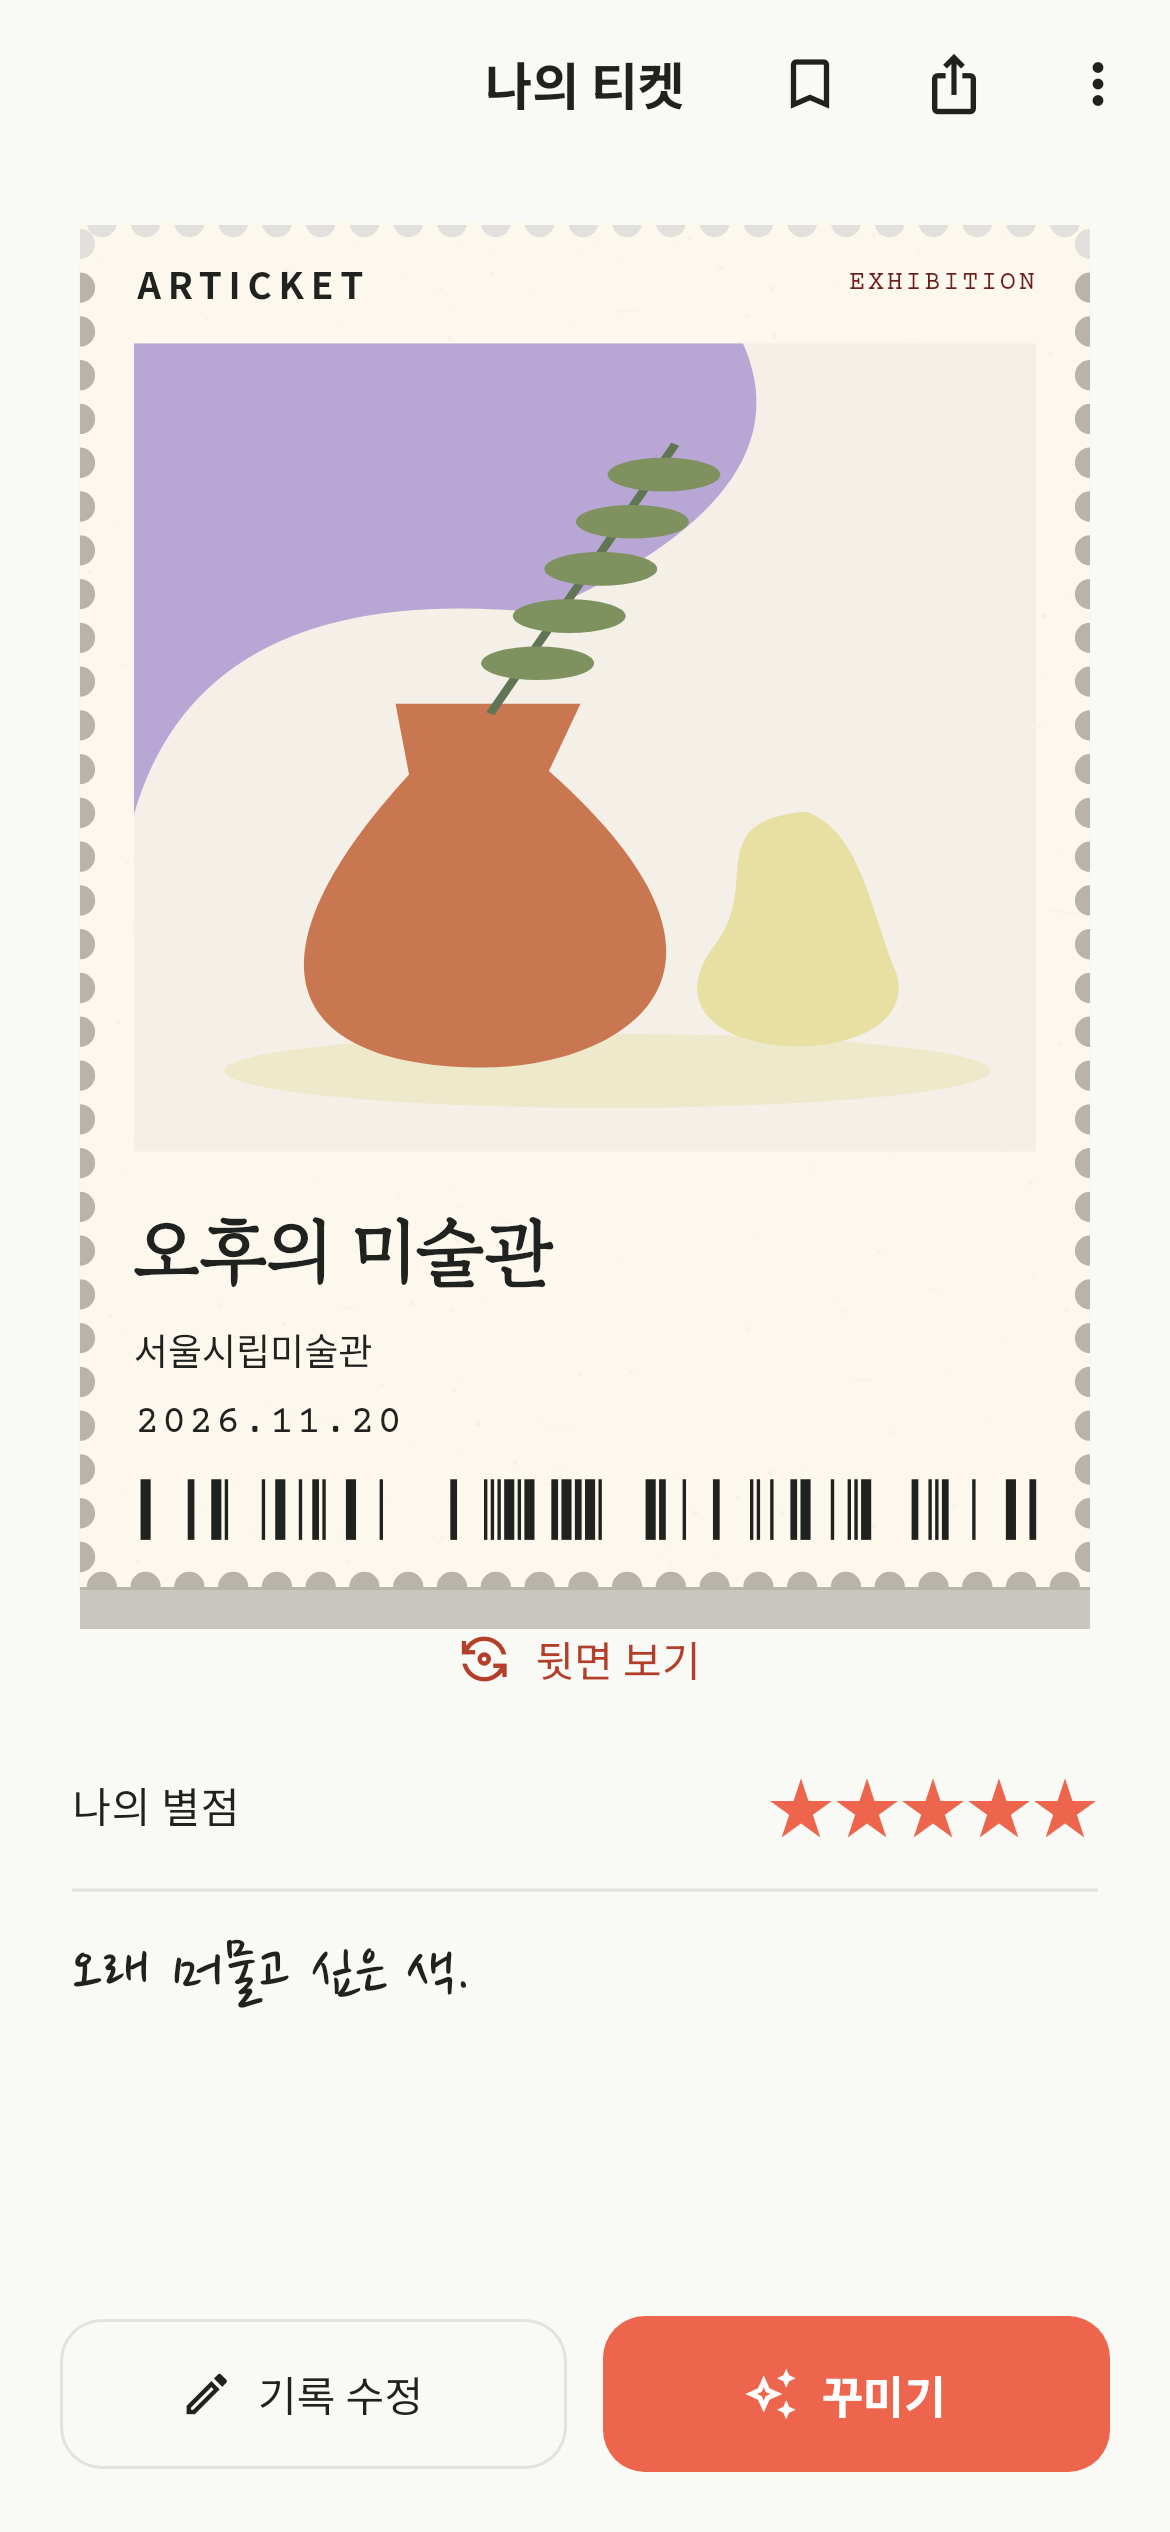 나의 티켓
ARTICKET
EXHIBITION
오후의 미술관
서울시립미술관
2026.11.20
뒷면 보기
나의 별점
오래 머물고 싶은 색.
기록 수정
꾸미기